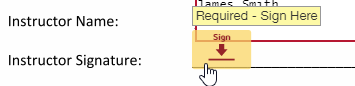 James Smith
Instructor Name:
Required - Sign Here
Sign
Instructor Signature: